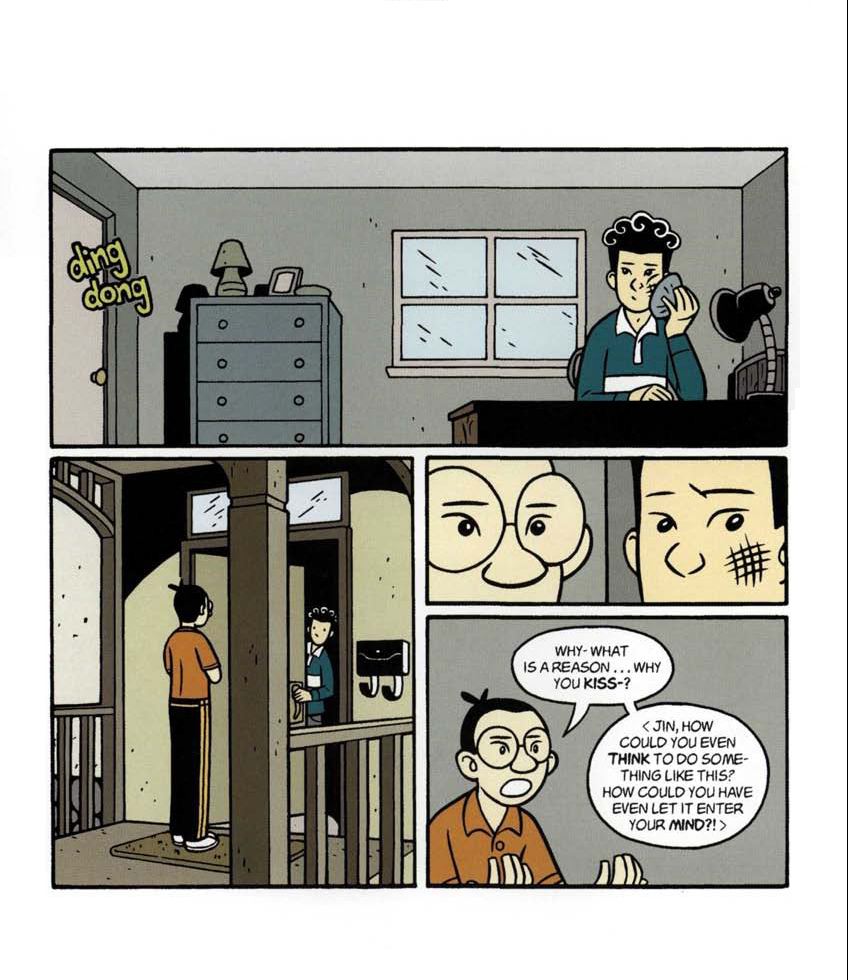 ding
dong
WHY- WHAT
IS A REASON . . . WHY
YOU KISS-?
< JIN, HOW
COULD YOU EVEN
THINK TO DO SOME-
THING LIKE THIS?
HOW COULD YOU HAVE
EVEN LET IT ENTER
YOUR MIND?! >